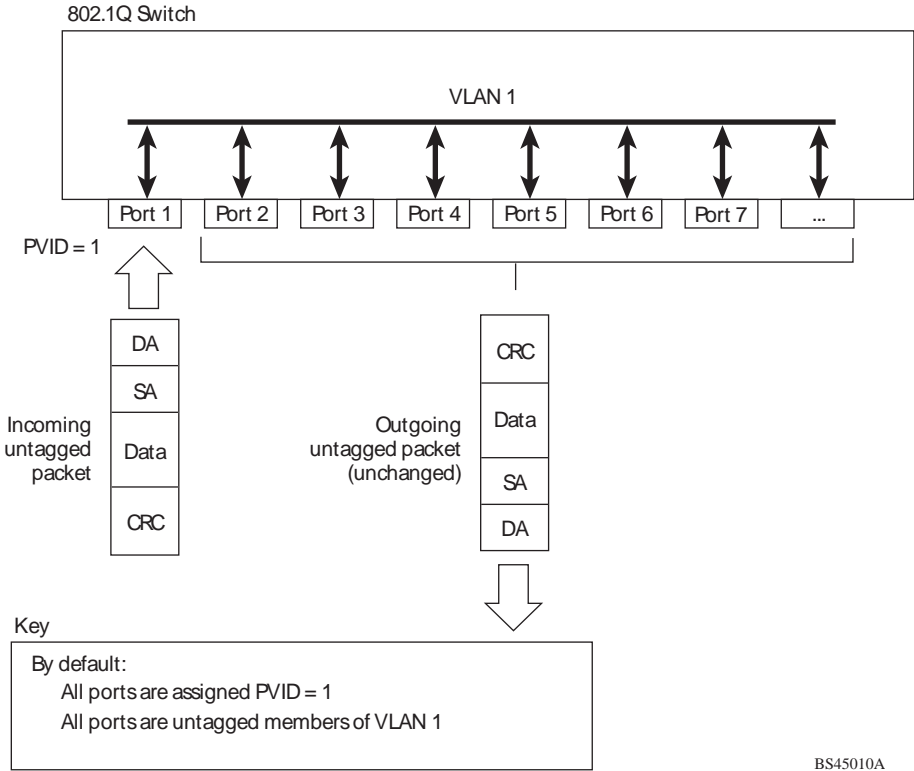 802.1Q Switch
VLAN 1
Port 1
Port 2
Port 3
Port 4
Port 5
Port 6
Port 7
...
PVID = 1
Incoming
untagged
packet
DA
SA
Data
CRC
Outgoing
untagged packet
(unchanged)
CRC
Data
SA
DA
Key
By default:
All ports are assigned PVID = 1
All ports are untagged members of VLAN 1
BS45010A